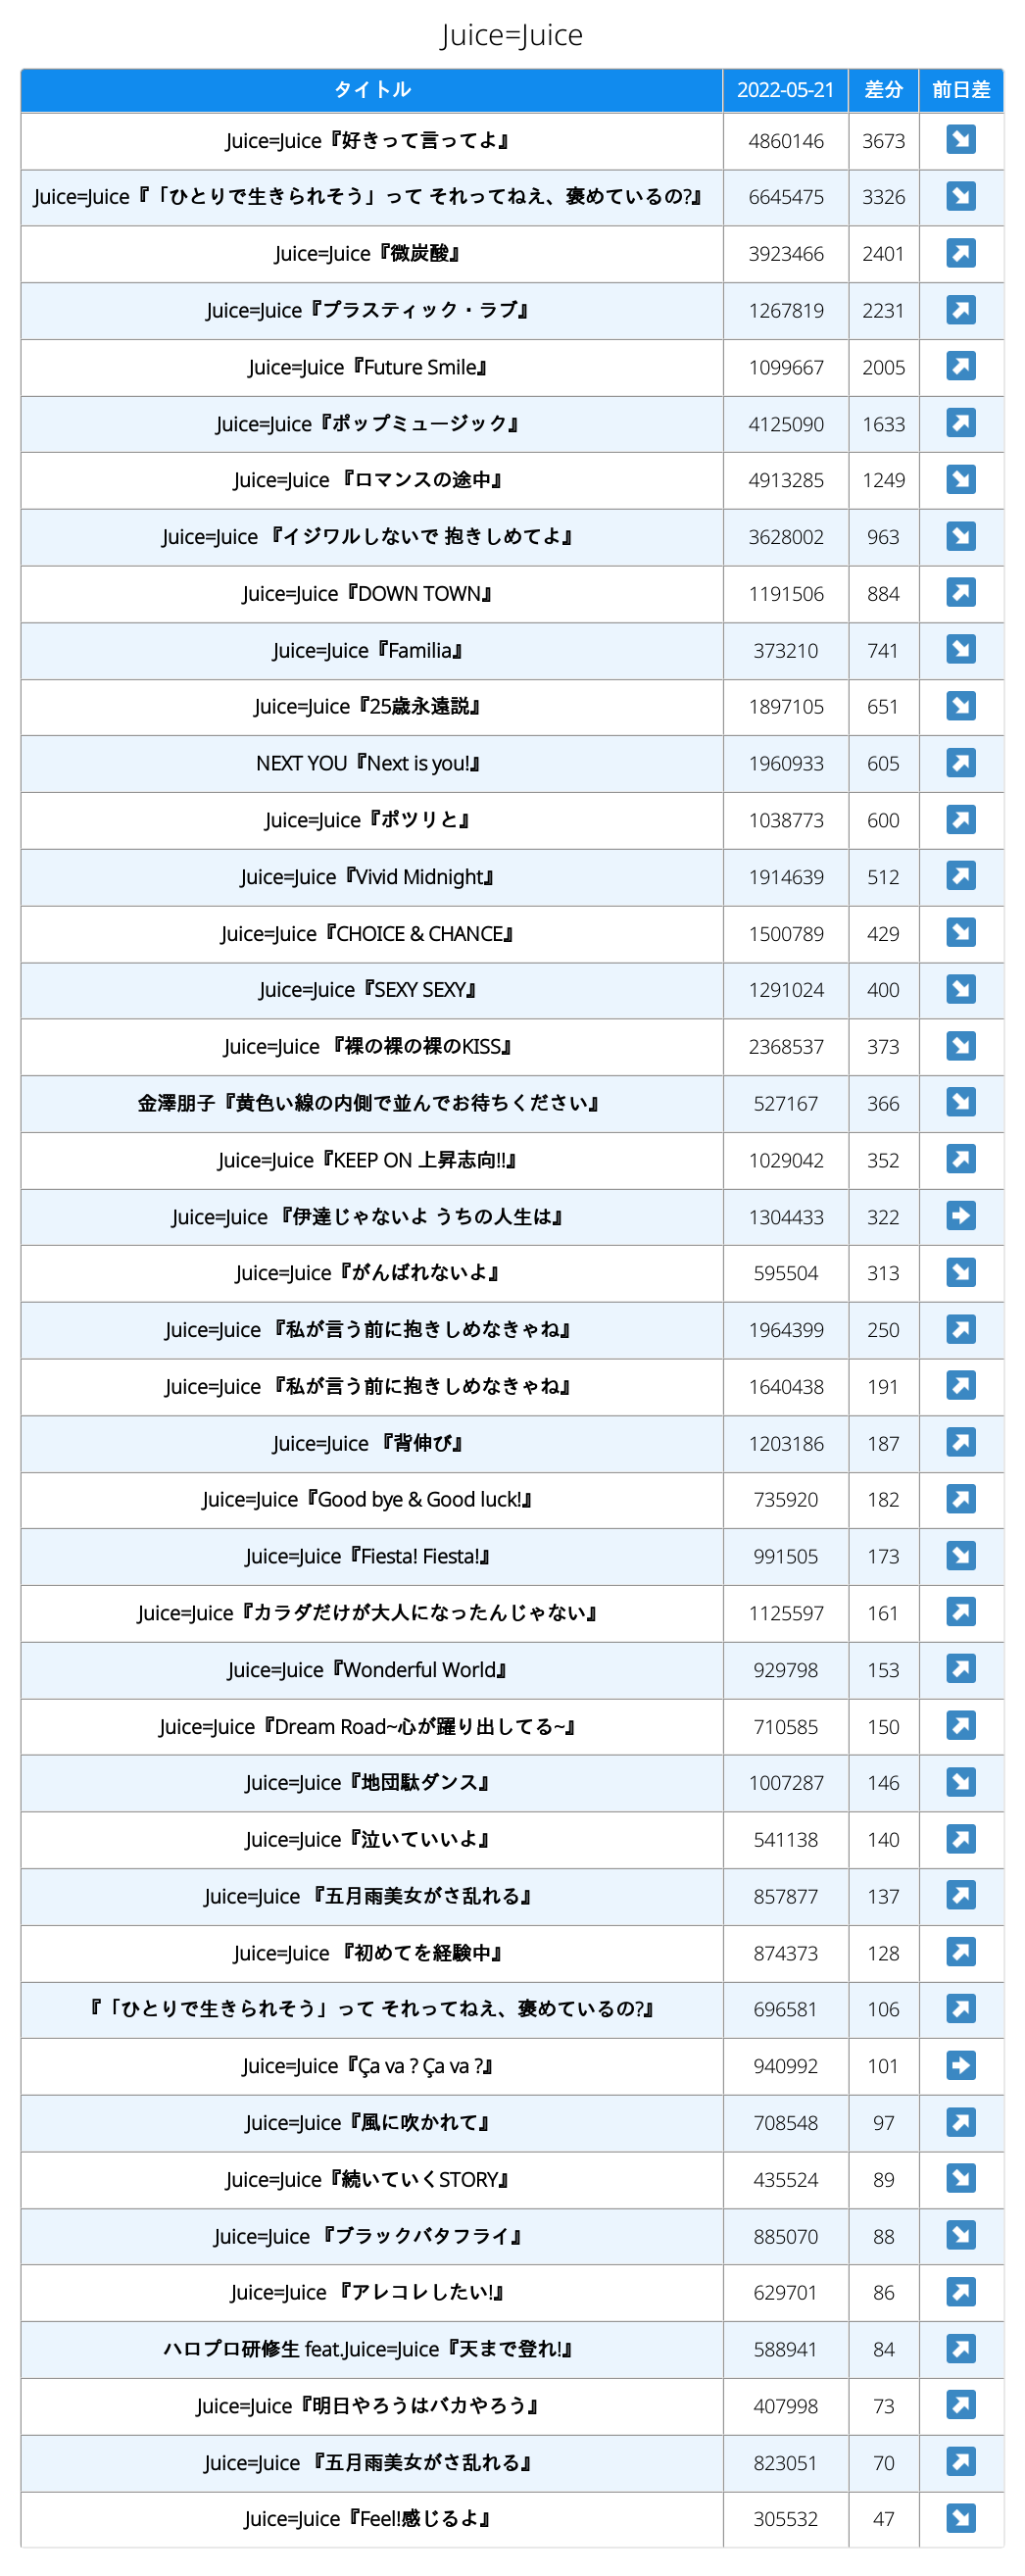 Juice=Juice
タイトル 2022-05-21 差分 前日差
Juice=Juice『好きって言ってよ』 4860146 3673 ↘
Juice=Juice『「ひとりで生きられそう」って それってねえ、褒めているの?』 6645475 3326 ↘
Juice=Juice『微炭酸』 3923466 2401 ↗
Juice=Juice『プラスティック・ラブ』 1267819 2231 ↗
Juice=Juice『Future Smile』 1099667 2005 ↗
Juice=Juice『ポップミュージック』 4125090 1633 ↗
Juice=Juice 『ロマンスの途中』 4913285 1249 ↘
Juice=Juice 『イジワルしないで 抱きしめてよ』 3628002 963 ↘
Juice=Juice『DOWN TOWN』 1191506 884 ↗
Juice=Juice『Familia』 373210 741 ↘
Juice=Juice『25歳永遠説』 1897105 651 ↘
NEXT YOU『Next is you!』 1960933 605 ↗
Juice=Juice『ポツリと』 1038773 600 ↗
Juice=Juice『Vivid Midnight』 1914639 512 ↗
Juice=Juice『CHOICE & CHANCE』 1500789 429 ↘
Juice=Juice『SEXY SEXY』 1291024 400 ↘
Juice=Juice 『裸の裸の裸のKISS』 2368537 373 ↘
金澤朋子『黄色い線の内側で並んでお待ちください』 527167 366 ↘
Juice=Juice『KEEP ON 上昇志向!!』 1029042 352 ↗
Juice=Juice 『伊達じゃないよ うちの人生は』 1304433 322 ➡
Juice=Juice『がんばれないよ』 595504 313 ↘
Juice=Juice 『私が言う前に抱きしめなきゃね』 1964399 250 ↗
Juice=Juice 『私が言う前に抱きしめなきゃね』 1640438 191 ↗
Juice=Juice 『背伸び』 1203186 187 ↗
Juice=Juice『Good bye & Good luck!』 735920 182 ↗
Juice=Juice『Fiesta! Fiesta!』 991505 173 ↘
Juice=Juice『カラダだけが大人になったんじゃない』 1125597 161 ↗
Juice=Juice『Wonderful World』 929798 153 ↗
Juice=Juice『Dream Road~心が躍り出してる~』 710585 150 ↗
Juice=Juice『地団駄ダンス』 1007287 146 ↘
Juice=Juice『泣いていいよ』 541138 140 ↗
Juice=Juice 『五月雨美女がさ乱れる』 857877 137 ↗
Juice=Juice 『初めてを経験中』 874373 128 ↗
『「ひとりで生きられそう」って それってねえ、褒めているの?』 696581 106 ↗
Juice=Juice『Ça va ? Ça va ?』 940992 101 ➡
Juice=Juice『風に吹かれて』 708548 97 ↗
Juice=Juice『続いていくSTORY』 435524 89 ↘
Juice=Juice 『ブラックバタフライ』 885070 88 ↘
Juice=Juice 『アレコレしたい!』 629701 86 ↗
ハロプロ研修生 feat.Juice=Juice『天まで登れ!』 588941 84 ↗
Juice=Juice『明日やろうはバカやろう』 407998 73 ↗
Juice=Juice 『五月雨美女がさ乱れる』 823051 70 ↗
Juice=Juice『Feel!感じるよ』 305532 47 ↘